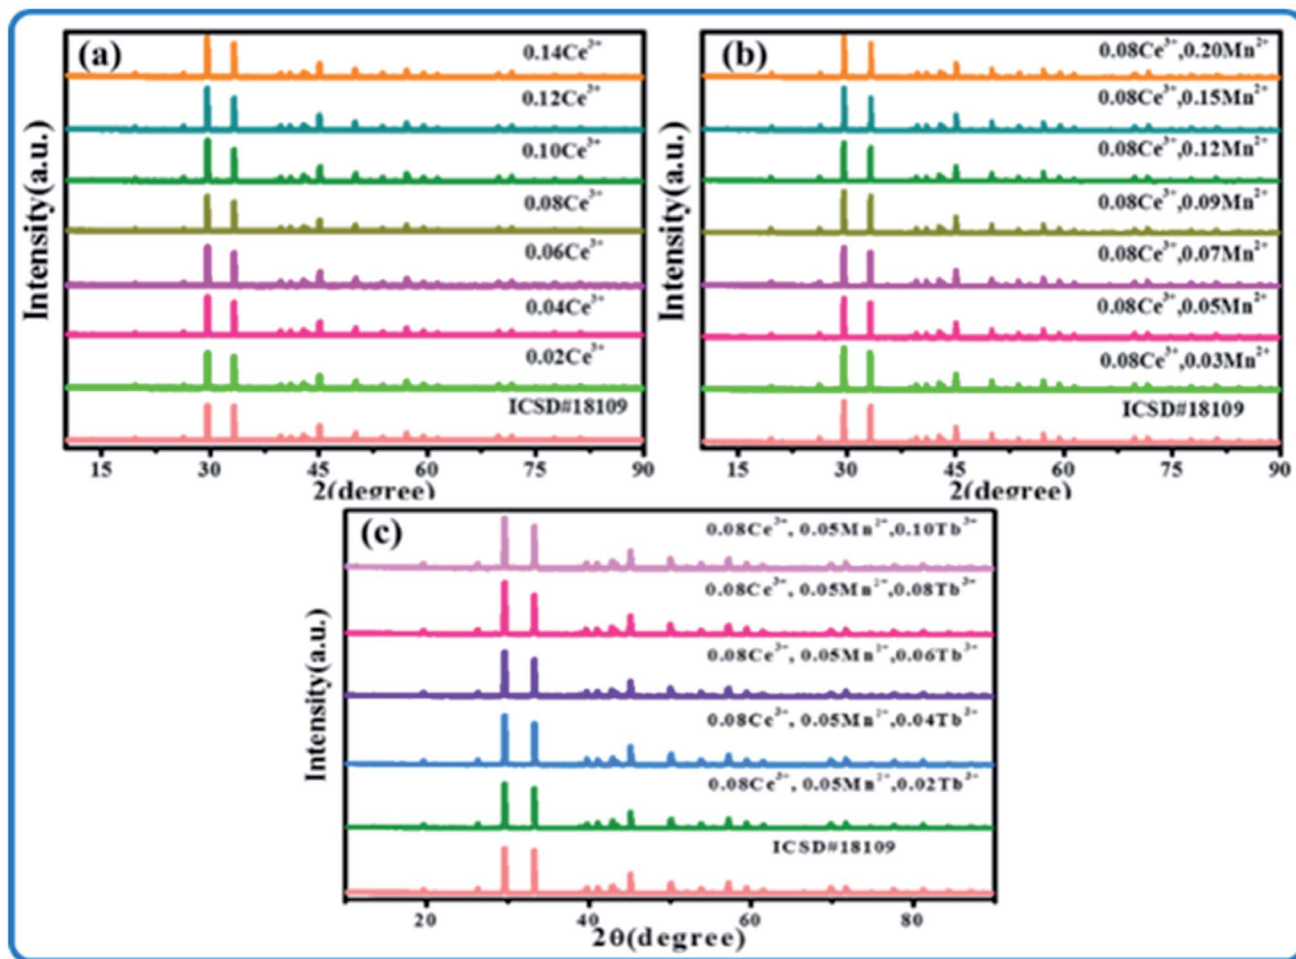 (a)
0.14Ce³⁺
0.12Ce³⁺
0.10Ce³⁺
0.08Ce³⁺
0.06Ce³⁺
0.04Ce³⁺
0.02Ce³⁺
ICSD#18109
Intensity(a.u.)
15 30 45 60 75 90
2(degree)
(b)
0.08Ce³⁺,0.20Mn²⁺
0.08Ce³⁺,0.15Mn²⁺
0.08Ce³⁺,0.12Mn²⁺
0.08Ce³⁺,0.09Mn²⁺
0.08Ce³⁺,0.07Mn²⁺
0.08Ce³⁺,0.05Mn²⁺
0.08Ce³⁺,0.03Mn²⁺
ICSD#18109
Intensity(a.u.)
15 30 45 60 75 90
2(degree)
(c)
0.08Ce³⁺, 0.05Mn²⁺,0.10Tb³⁺
0.08Ce³⁺, 0.05Mn²⁺,0.08Tb³⁺
0.08Ce³⁺, 0.05Mn²⁺,0.06Tb³⁺
0.08Ce³⁺, 0.05Mn²⁺,0.04Tb³⁺
0.08Ce³⁺, 0.05Mn²⁺,0.02Tb³⁺
ICSD#18109
Intensity(a.u.)
20 40 60 80
2θ(degree)